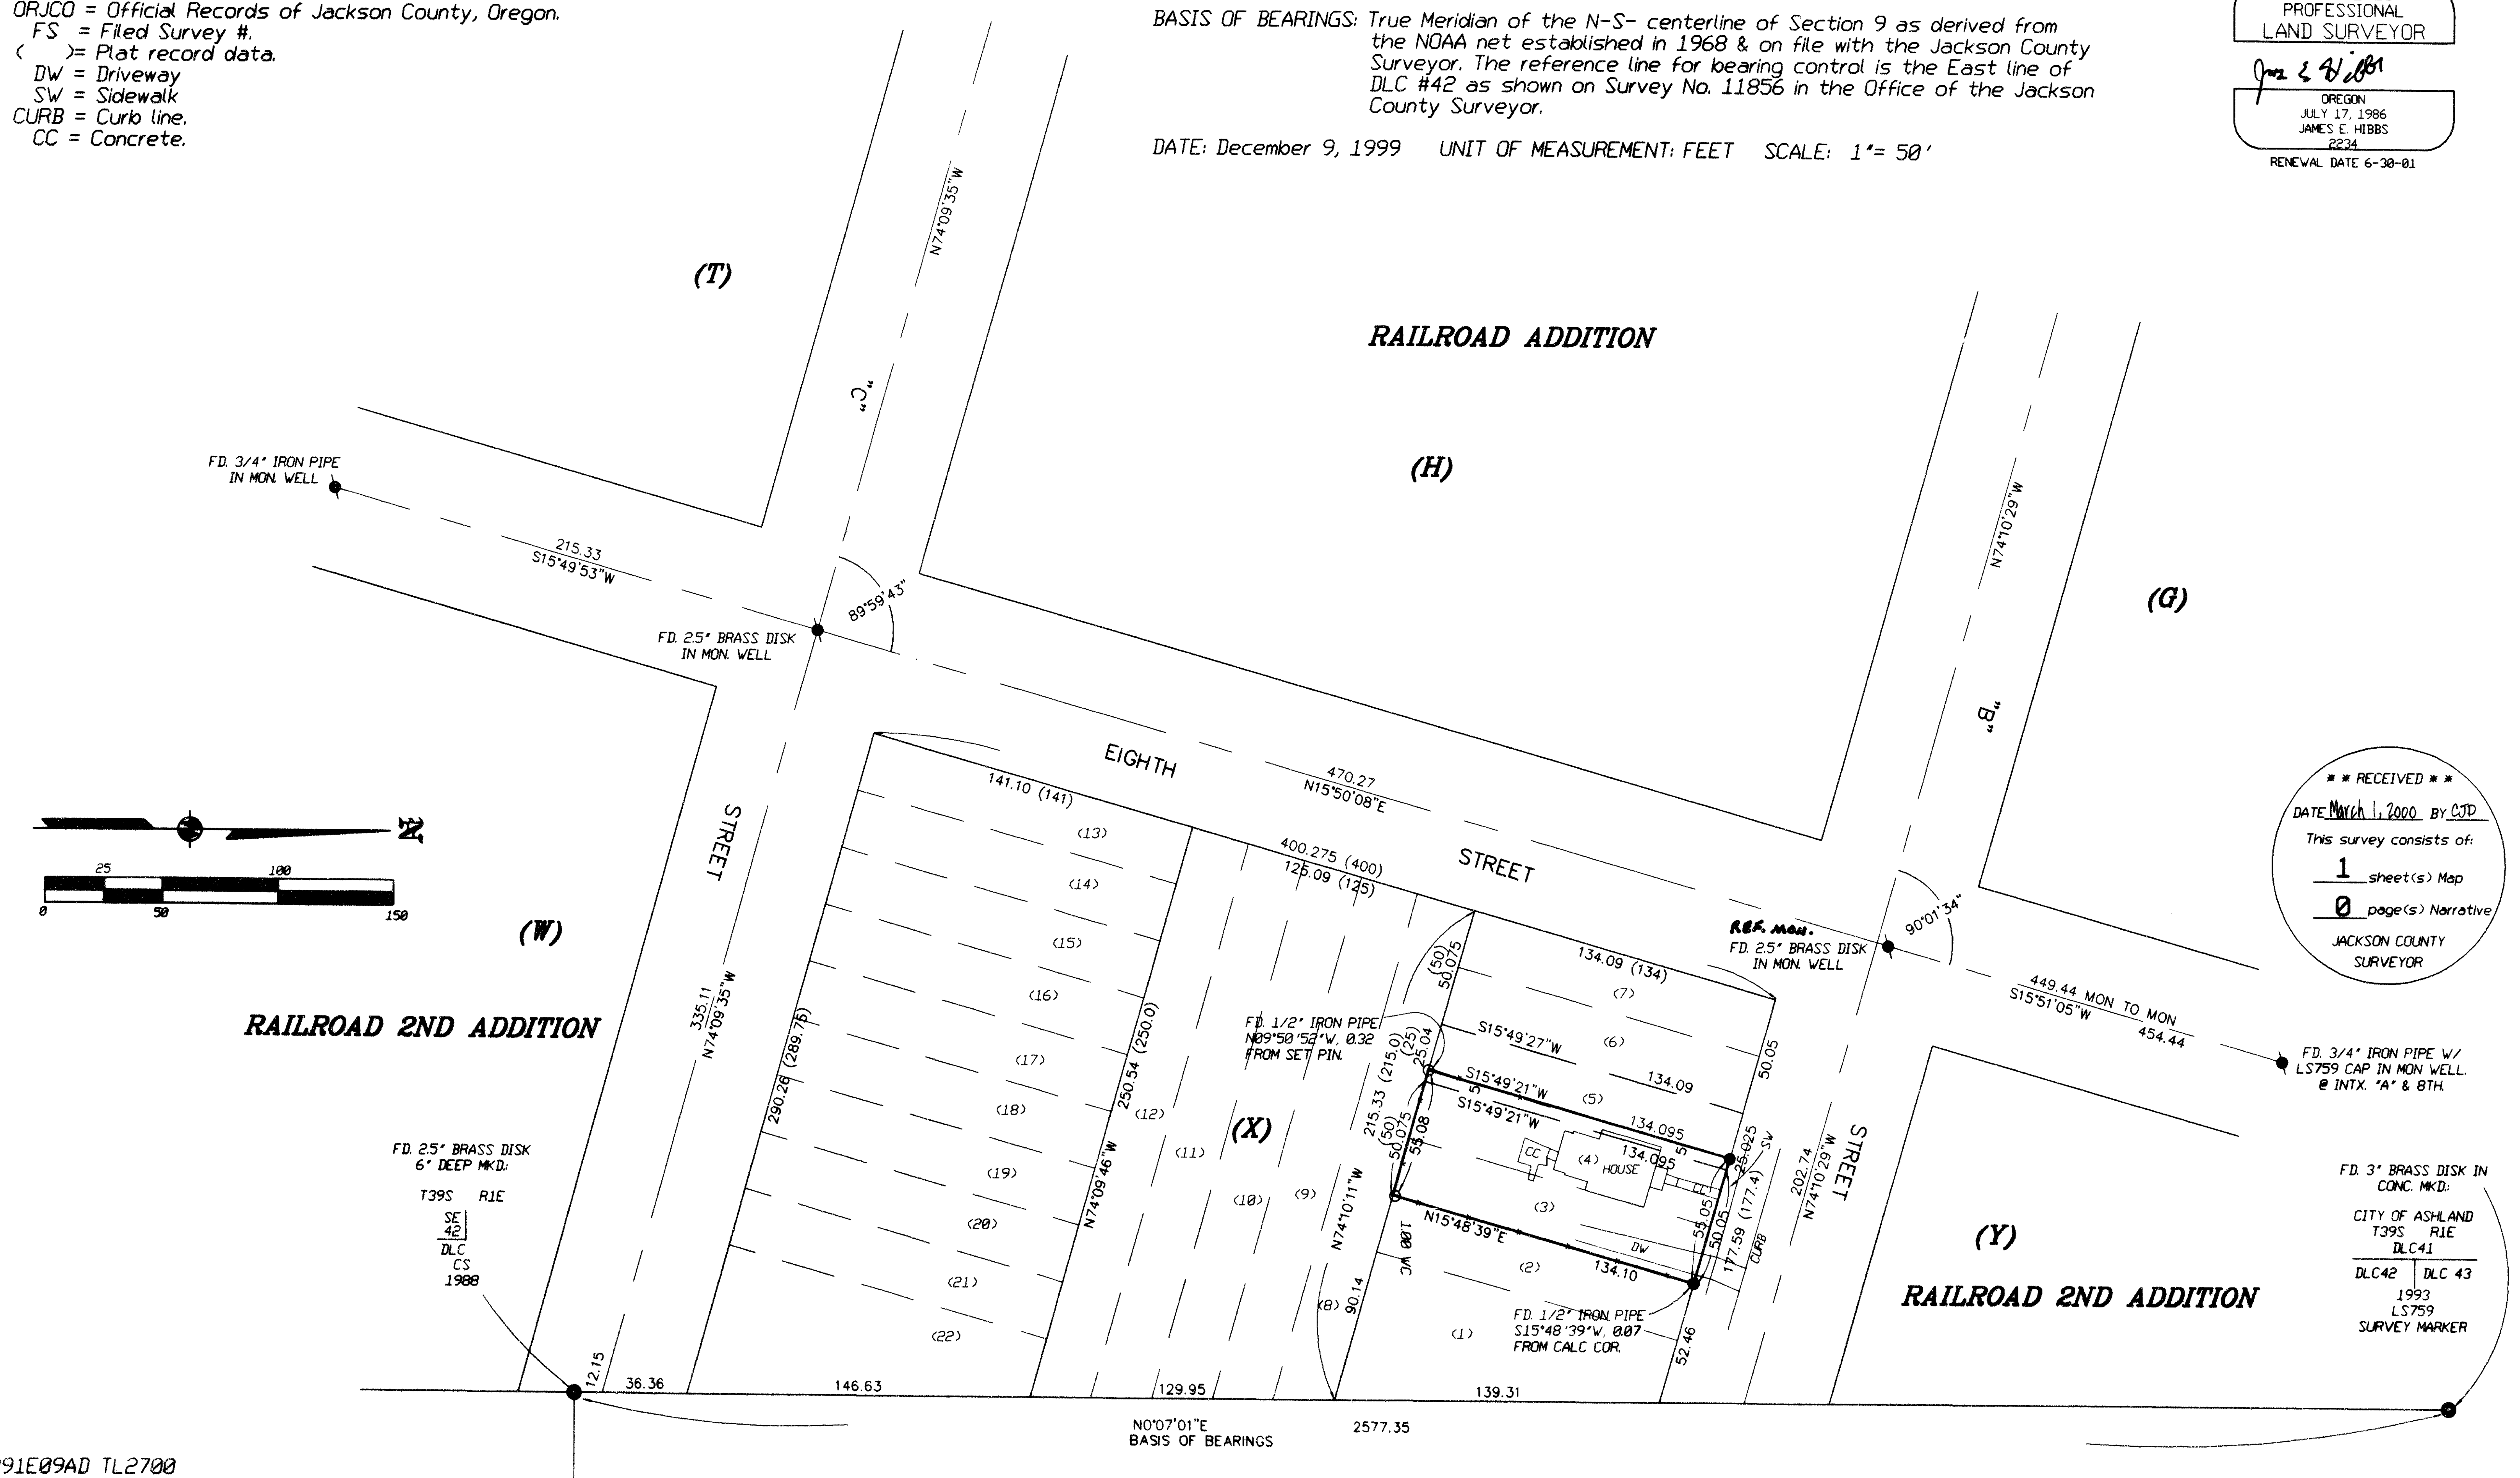 ORJCO = Official Records of Jackson County, Oregon.
FS = Filed Survey #.
( )= Plat record data.
DW = Driveway
SW = Sidewalk
CURB = Curb line.
CC = Concrete.
BASIS OF BEARINGS: True Meridian of the N-S- centerline of Section 9 as derived from
the NOAA net established in 1968 & on file with the Jackson County
Surveyor. The reference line for bearing control is the East line of
DLC #42 as shown on Survey No. 11856 in the Office of the Jackson
County Surveyor.
DATE: December 9, 1999 UNIT OF MEASUREMENT: FEET SCALE: 1"= 50'
PROFESSIONAL
LAND SURVEYOR
OREGON
JULY 17, 1986
JAMES E. HIBBS
2234
RENEWAL DATE 6-30-01
N74°09'35"W
(T)
"C"
RAILROAD ADDITION
(H)
N74°10'29"W
(G)
"B"
FD. 3/4" IRON PIPE
IN MON. WELL
215.33
S15°49'53"W
89°59'43"
FD. 2.5" BRASS DISK
IN MON. WELL
EIGHTH
STREET
470.27
N15°50'08"E
141.10 (141)
400.275 (400)
125.09 (125)
STREET
N
25
100
0
50
150
(W)
RAILROAD 2ND ADDITION
335.11
N74°09'35"W
290.26 (289.75)
(13)
(14)
(15)
(16)
(17)
(18)
(19)
(20)
(21)
(22)
250.54 (250.0)
N74°09'46"W
(12)
(11)
(10)
(9)
(8)
(X)
FD. 1/2" IRON PIPE
N09°50'52"W, 0.32
FROM SET PIN.
(50)
50.075
134.09 (134)
(7)
(6)
(5)
(4)
(3)
(2)
(1)
S15°49'27"W
134.09
50.05
(25)
25.04
215.33 (215.0)
S15°49'21"W
5
S15°49'21"W
134.095
134.095
5
(50)
50.075
55.08
CC
HOUSE
CC
25.025
SW
55.05
50.05
177.59 (177.4)
CURB
DW
N15°48'39"E
134.10
1.00 WC
N74°10'11"W
90.14
FD. 1/2" IRON PIPE
S15°48'39"W, 0.07
FROM CALC COR.
52.46
202.74
N74°10'29"W
STREET
REF. MON.
FD. 2.5" BRASS DISK
IN MON. WELL
90°01'34"
449.44 MON TO MON
S15°51'05"W
454.44
FD. 3/4" IRON PIPE W/
LS759 CAP IN MON WELL.
@ INTX. "A" & 8TH.
* * RECEIVED * *
DATE March 1, 2000 BY CJD
This survey consists of:
1 sheet(s) Map
0 page(s) Narrative
JACKSON COUNTY
SURVEYOR
FD. 2.5" BRASS DISK
6" DEEP MKD.:
T39S R1E
SE
42
DLC
CS
1988
(Y)
RAILROAD 2ND ADDITION
FD. 3" BRASS DISK IN
CONC. MKD.:
CITY OF ASHLAND
T39S R1E
DLC41
DLC42 DLC 43
1993
LS759
SURVEY MARKER
12.15
36.36
146.63
129.95
139.31
N0°07'01"E
BASIS OF BEARINGS
2577.35
91E09AD TL2700